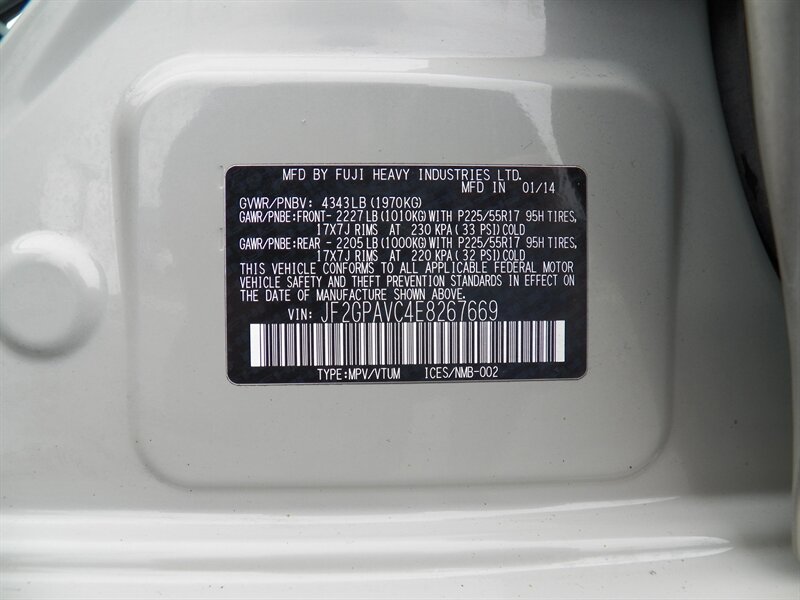 MFD BY FUJI HEAVY INDUSTRIES LTD.
MFD IN 01/14
GVWR/PNBV: 4343LB(1970KG)
GAWR/PNBE:FRONT- 2227LB(1010KG)WITH P225/55R17 95H TIRES,
17X7J RIMS AT 230 KPA( 33 PSI)COLD
GAWR/PNBE:REAR - 2205LB(1000KG)WITH P225/55R17 95H TIRES,
17X7J RIMS AT 220 KPA( 32 PSI)COLD
THIS VEHICLE CONFORMS TO ALL APPLICABLE FEDERAL MOTOR
VEHICLE SAFETY AND THEFT PREVENTION STANDARDS IN EFFECT ON
THE DATE OF MANUFACTURE SHOWN ABOVE.
VIN: JF2GPAVC4E8267669
TYPE:MPV/VTUM ICES/NMB-002